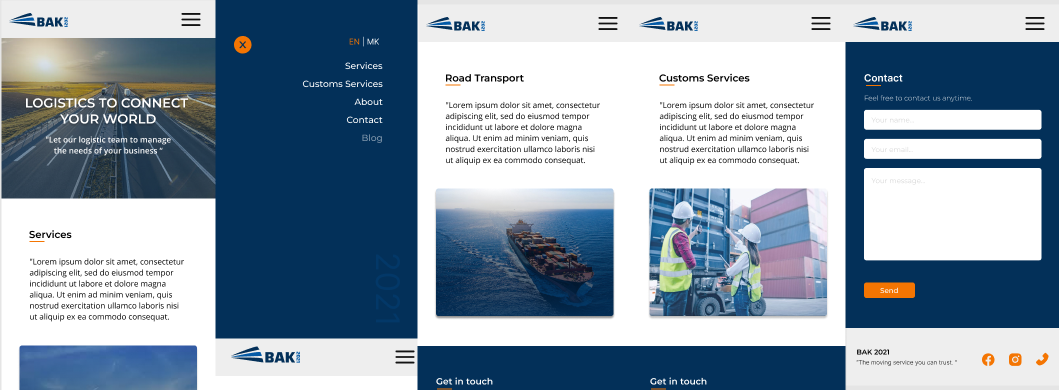 BAK 2021
LOGISTICS TO CONNECT
YOUR WORLD
"Let our logistic team to manage
the needs of your business "
Services
"Lorem ipsum dolor sit amet, consectetur
adipiscing elit, sed do eiusmod tempor
incididunt ut labore et dolore magna
aliqua. Ut enim ad minim veniam, quis
nostrud exercitation ullamco laboris nisi
ut aliquip ex ea commodo consequat.
X
EN | MK
Services
Customs Services
About
Contact
Blog
2021
BAK 2021
BAK 2021
Road Transport
"Lorem ipsum dolor sit amet, consectetur
adipiscing elit, sed do eiusmod tempor
incididunt ut labore et dolore magna
aliqua. Ut enim ad minim veniam, quis
nostrud exercitation ullamco laboris nisi
ut aliquip ex ea commodo consequat.
Get in touch
BAK 2021
Customs Services
"Lorem ipsum dolor sit amet, consectetur
adipiscing elit, sed do eiusmod tempor
incididunt ut labore et dolore magna
aliqua. Ut enim ad minim veniam, quis
nostrud exercitation ullamco laboris nisi
ut aliquip ex ea commodo consequat.
Get in touch
BAK 2021
Contact
Feel free to contact us anytime.
Your name...
Your email...
Your message...
Send
BAK 2021
"The moving service you can trust. "